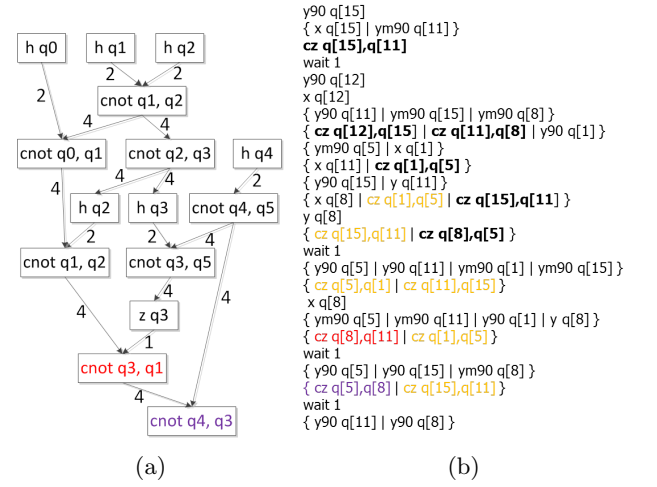 h q0
h q1
h q2
2
2
2
cnot q1, q2
4
4
cnot q0, q1
cnot q2, q3
h q4
4
4
4
2
h q2
h q3
cnot q4, q5
2
2
4
cnot q1, q2
cnot q3, q5
4
4
4
z q3
1
cnot q3, q1
4
cnot q4, q3
(a)
y90 q[15]
{ x q[15] | ym90 q[11] }
cz q[15],q[11]
wait 1
y90 q[12]
x q[12]
{ y90 q[11] | ym90 q[15] | ym90 q[8] }
{ cz q[12],q[15] | cz q[11],q[8] | y90 q[1] }
{ ym90 q[5] | x q[1] }
{ x q[11] | cz q[1],q[5] }
{ y90 q[15] | y q[11] }
{ x q[8] | cz q[1],q[5] | cz q[15],q[11] }
y q[8]
{ cz q[15],q[11] | cz q[8],q[5] }
wait 1
{ y90 q[5] | y90 q[11] | ym90 q[1] | ym90 q[15] }
{ cz q[5],q[1] | cz q[11],q[15] }
x q[8]
{ ym90 q[5] | ym90 q[11] | y90 q[1] | y q[8] }
{ cz q[8],q[11] | cz q[1],q[5] }
wait 1
{ y90 q[5] | y90 q[15] | ym90 q[8] }
{ cz q[5],q[8] | cz q[15],q[11] }
wait 1
{ y90 q[11] | y90 q[8] }
(b)